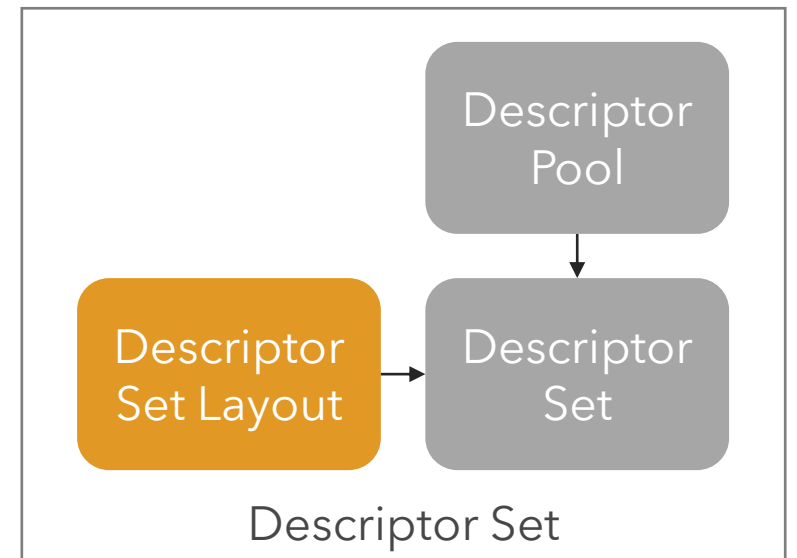 Descriptor
Pool
Descriptor
Set Layout
Descriptor
Set
Descriptor Set